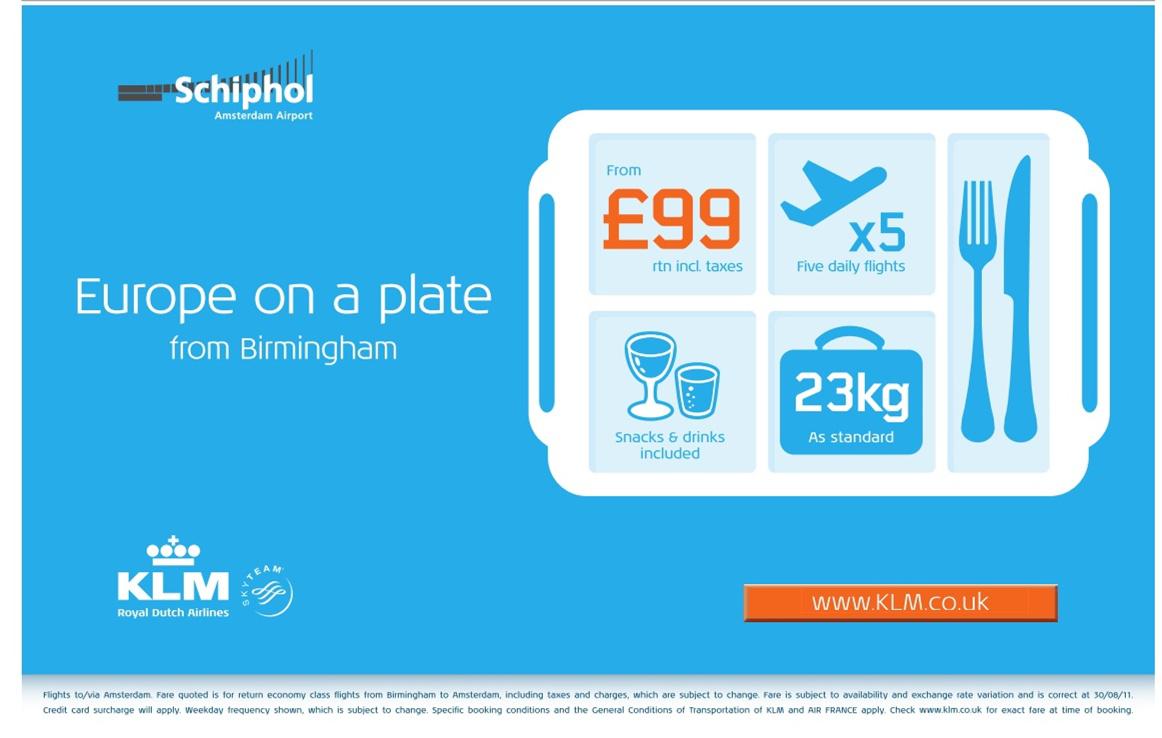 Schiphol
Amsterdam Airport
Europe on a plate
from Birmingham
From
£99
rtn incl. taxes
x5
Five daily flights
Snacks & drinks
included
23kg
As standard
KLM
Royal Dutch Airlines
SKYTEAM
www.KLM.co.uk
Flights to/via Amsterdam. Fare quoted is for return economy class flights from Birmingham to Amsterdam, including taxes and charges, which are subject to change. Fare is subject to availability and exchange rate variation and is correct at 30/08/11.
Credit card surcharge will apply. Weekday frequency shown, which is subject to change. Specific booking conditions and the General Conditions of Transportation of KLM and AIR FRANCE apply. Check www.klm.co.uk for exact fare at time of booking.